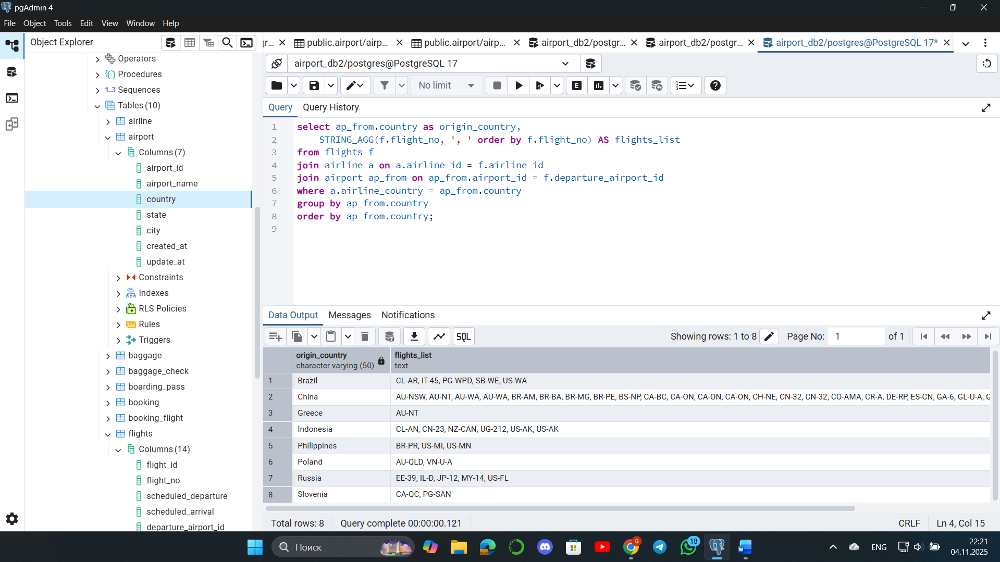 pgAdmin 4
File Object Tools Edit View Window Help
Object Explorer
Operators
Procedures
1..3 Sequences
Tables (10)
airline
airport
Columns (7)
airport_id
airport_name
country
state
city
created_at
update_at
Constraints
Indexes
RLS Policies
Rules
Triggers
baggage
baggage_check
boarding_pass
booking
booking_flight
flights
Columns (14)
flight_id
flight_no
scheduled_departure
scheduled_arrival
departure_airport_id
gr... public.airport/airp... public.airport/airp... airport_db2/postgr... airport_db2/postgr... airport_db2/postgres@PostgreSQL 17*
airport_db2/postgres@PostgreSQL 17
No limit E
Query Query History
1 select ap_from.country as origin_country,
2 STRING_AGG(f.flight_no, ', ' order by f.flight_no) AS flights_list
3 from flights f
4 join airline a on a.airline_id = f.airline_id
5 join airport ap_from on ap_from.airport_id = f.departure_airport_id
6 where a.airline_country = ap_from.country
7 group by ap_from.country
8 order by ap_from.country;
9
Data Output Messages Notifications
SQL Showing rows: 1 to 8 Page No: 1 of 1
origin_country flights_list
character varying (50) text
1 Brazil CL-AR, IT-45, PG-WPD, SB-WE, US-WA
2 China AU-NSW, AU-NT, AU-WA, AU-WA, BR-AM, BR-BA, BR-MG, BR-PE, BS-NP, CA-BC, CA-ON, CA-ON, CA-ON, CH-NE, CN-32, CN-32, CO-AMA, CR-A, DE-RP, ES-CN, GA-6, GL-U-A, G
3 Greece AU-NT
4 Indonesia CL-AN, CN-23, NZ-CAN, UG-212, US-AK, US-AK
5 Philippines BR-PR, US-MI, US-MN
6 Poland AU-QLD, VN-U-A
7 Russia EE-39, IL-D, JP-12, MY-14, US-FL
8 Slovenia CA-QC, PG-SAN
Total rows: 8 Query complete 00:00:00.121 CRLF Ln 4, Col 15
Поиск G 18 W ENG 22:21
04.11.2025